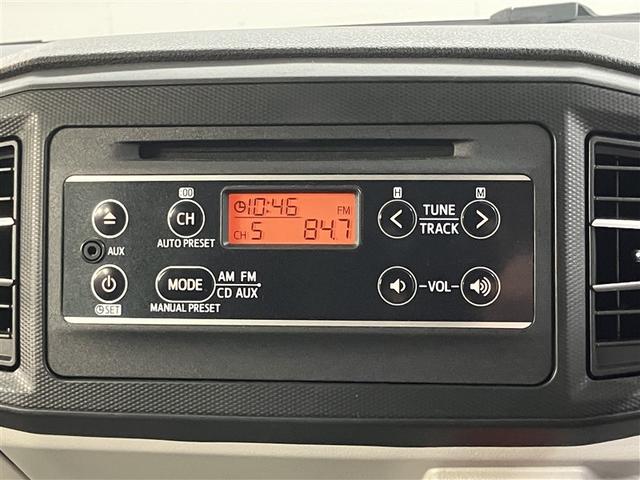 :00
CH
AUTO PRESET
10:46 FM
CH 5 84.7
H M
< TUNE TRACK >
AUX
SET
MODE
AM FM
CD AUX
MANUAL PRESET
VOL